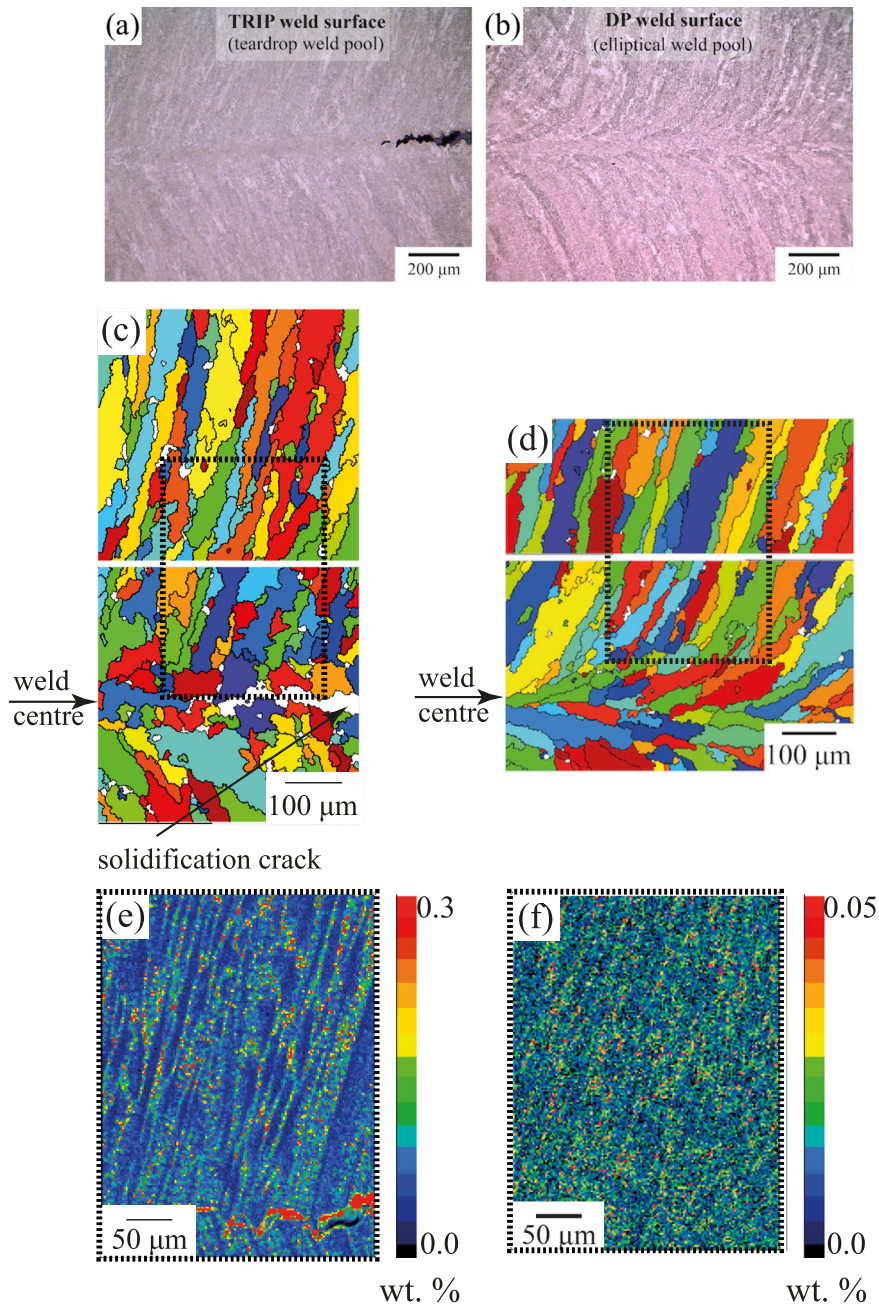 (a)
TRIP weld surface
(teardrop weld pool)
200 μm
(b)
DP weld surface
(elliptical weld pool)
200 μm
(c)
weld
centre
100 μm
solidification crack
(d)
weld
centre
100 μm
(e)
50 μm
0.3
0.0
wt. %
(f)
50 μm
0.05
0.0
wt. %